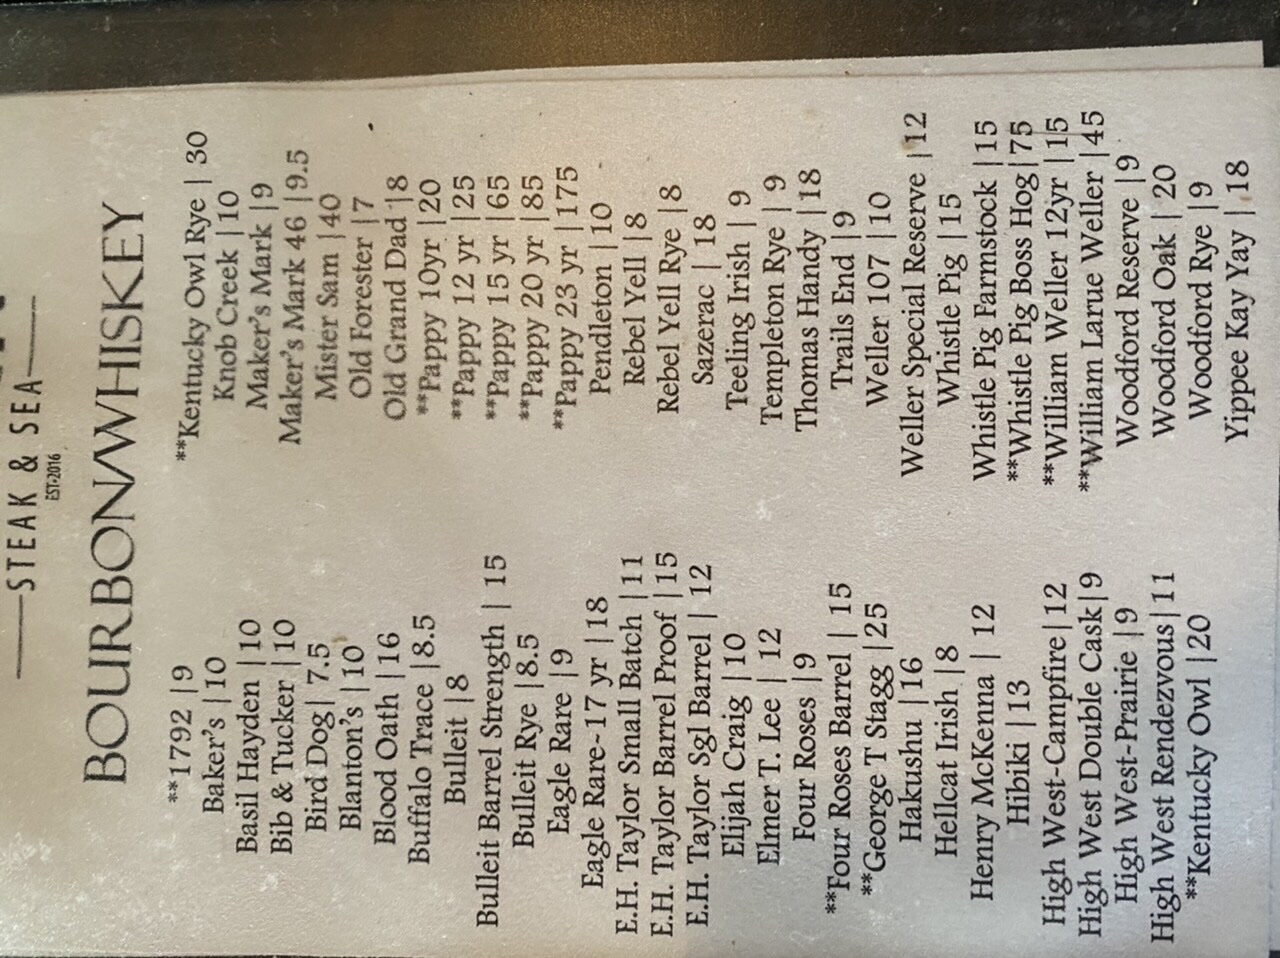 STEAK & SEA
EST·2016
BOURBON/WHISKEY
**1792 | 9
Baker's | 10
Basil Hayden | 10
Bib & Tucker | 10
Bird Dog | 7.5
Blanton's | 10
Blood Oath | 16
Buffalo Trace | 8.5
Bulleit | 8
Bulleit Barrel Strength | 15
Bulleit Rye | 8.5
Eagle Rare | 9
Eagle Rare-17 yr | 18
E.H. Taylor Small Batch | 11
E.H. Taylor Barrel Proof | 15
E.H. Taylor Sgl Barrel | 12
Elijah Craig | 10
Elmer T. Lee | 12
Four Roses | 9
**Four Roses Barrel | 15
**George T Stagg | 25
Hakushu | 16
Hellcat Irish | 8
Henry McKenna | 12
Hibiki | 13
High West-Campfire | 12
High West Double Cask | 9
High West-Prairie | 9
High West Rendezvous | 11
**Kentucky Owl | 20
**Kentucky Owl Rye | 30
Knob Creek | 10
Maker's Mark | 9
Maker's Mark 46 | 9.5
Mister Sam | 40
Old Forester | 7
Old Grand Dad | 8
**Pappy 10yr | 20
**Pappy 12 yr | 25
**Pappy 15 yr | 65
**Pappy 20 yr | 85
**Pappy 23 yr | 175
Pendleton | 10
Rebel Yell | 8
Rebel Yell Rye | 8
Sazerac | 18
Teeling Irish | 9
Templeton Rye | 9
Thomas Handy | 18
Trails End | 9
Weller 107 | 10
Weller Special Reserve | 12
Whistle Pig | 15
Whistle Pig Farmstock | 15
**Whistle Pig Boss Hog | 75
**William Weller 12yr | 15
**William Larue Weller | 45
Woodford Reserve | 9
Woodford Oak | 20
Woodford Rye | 9
Yippee Kay Yay | 18